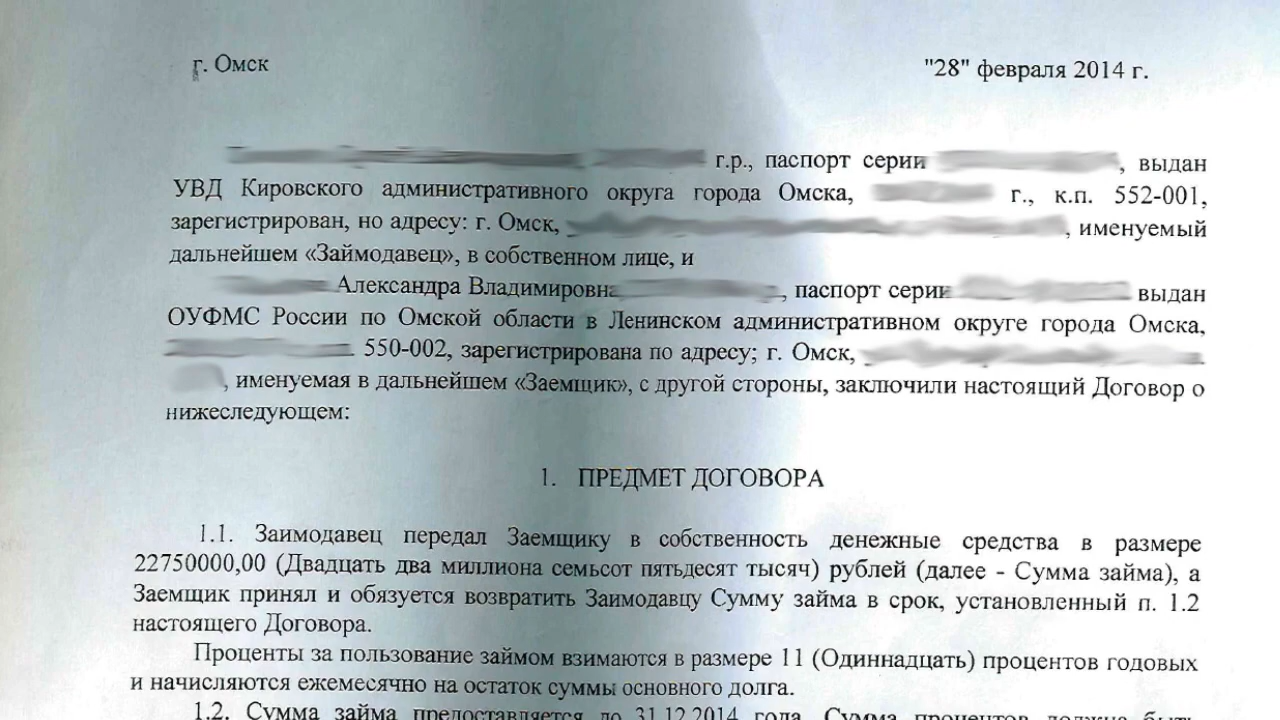 г. Омск
"28" февраля 2014 г.
г.р., паспорт серии , выдан
УВД Кировского административного округа города Омска, г., к.п. 552-001,
зарегистрирован, но адресу: г. Омск, , именуемый
дальнейшем «Займодавец», в собственном лице, и
Александра Владимировна , паспорт серии выдан
ОУФМС России по Омской области в Ленинском административном округе города Омска,
550-002, зарегистрирована по адресу; г. Омск,
, именуемая в дальнейшем «Заемщик», с другой стороны, заключили настоящий Договор о
нижеследующем:
1. ПРЕДМЕТ ДОГОВОРА
1.1. Заимодавец передал Заемщику в собственность денежные средства в размере
22750000,00 (Двадцать два миллиона семьсот пятьдесят тысяч) рублей (далее - Сумма займа), а
Заемщик принял и обязуется возвратить Заимодавцу Сумму займа в срок, установленный п. 1.2
настоящего Договора.
Проценты за пользование займом взимаются в размере 11 (Одиннадцать) процентов годовых
и начисляются ежемесячно на остаток суммы основного долга.
1.2. Сумма займа предоставляется до 31.12.2014 года. Сумма процентов должна быть